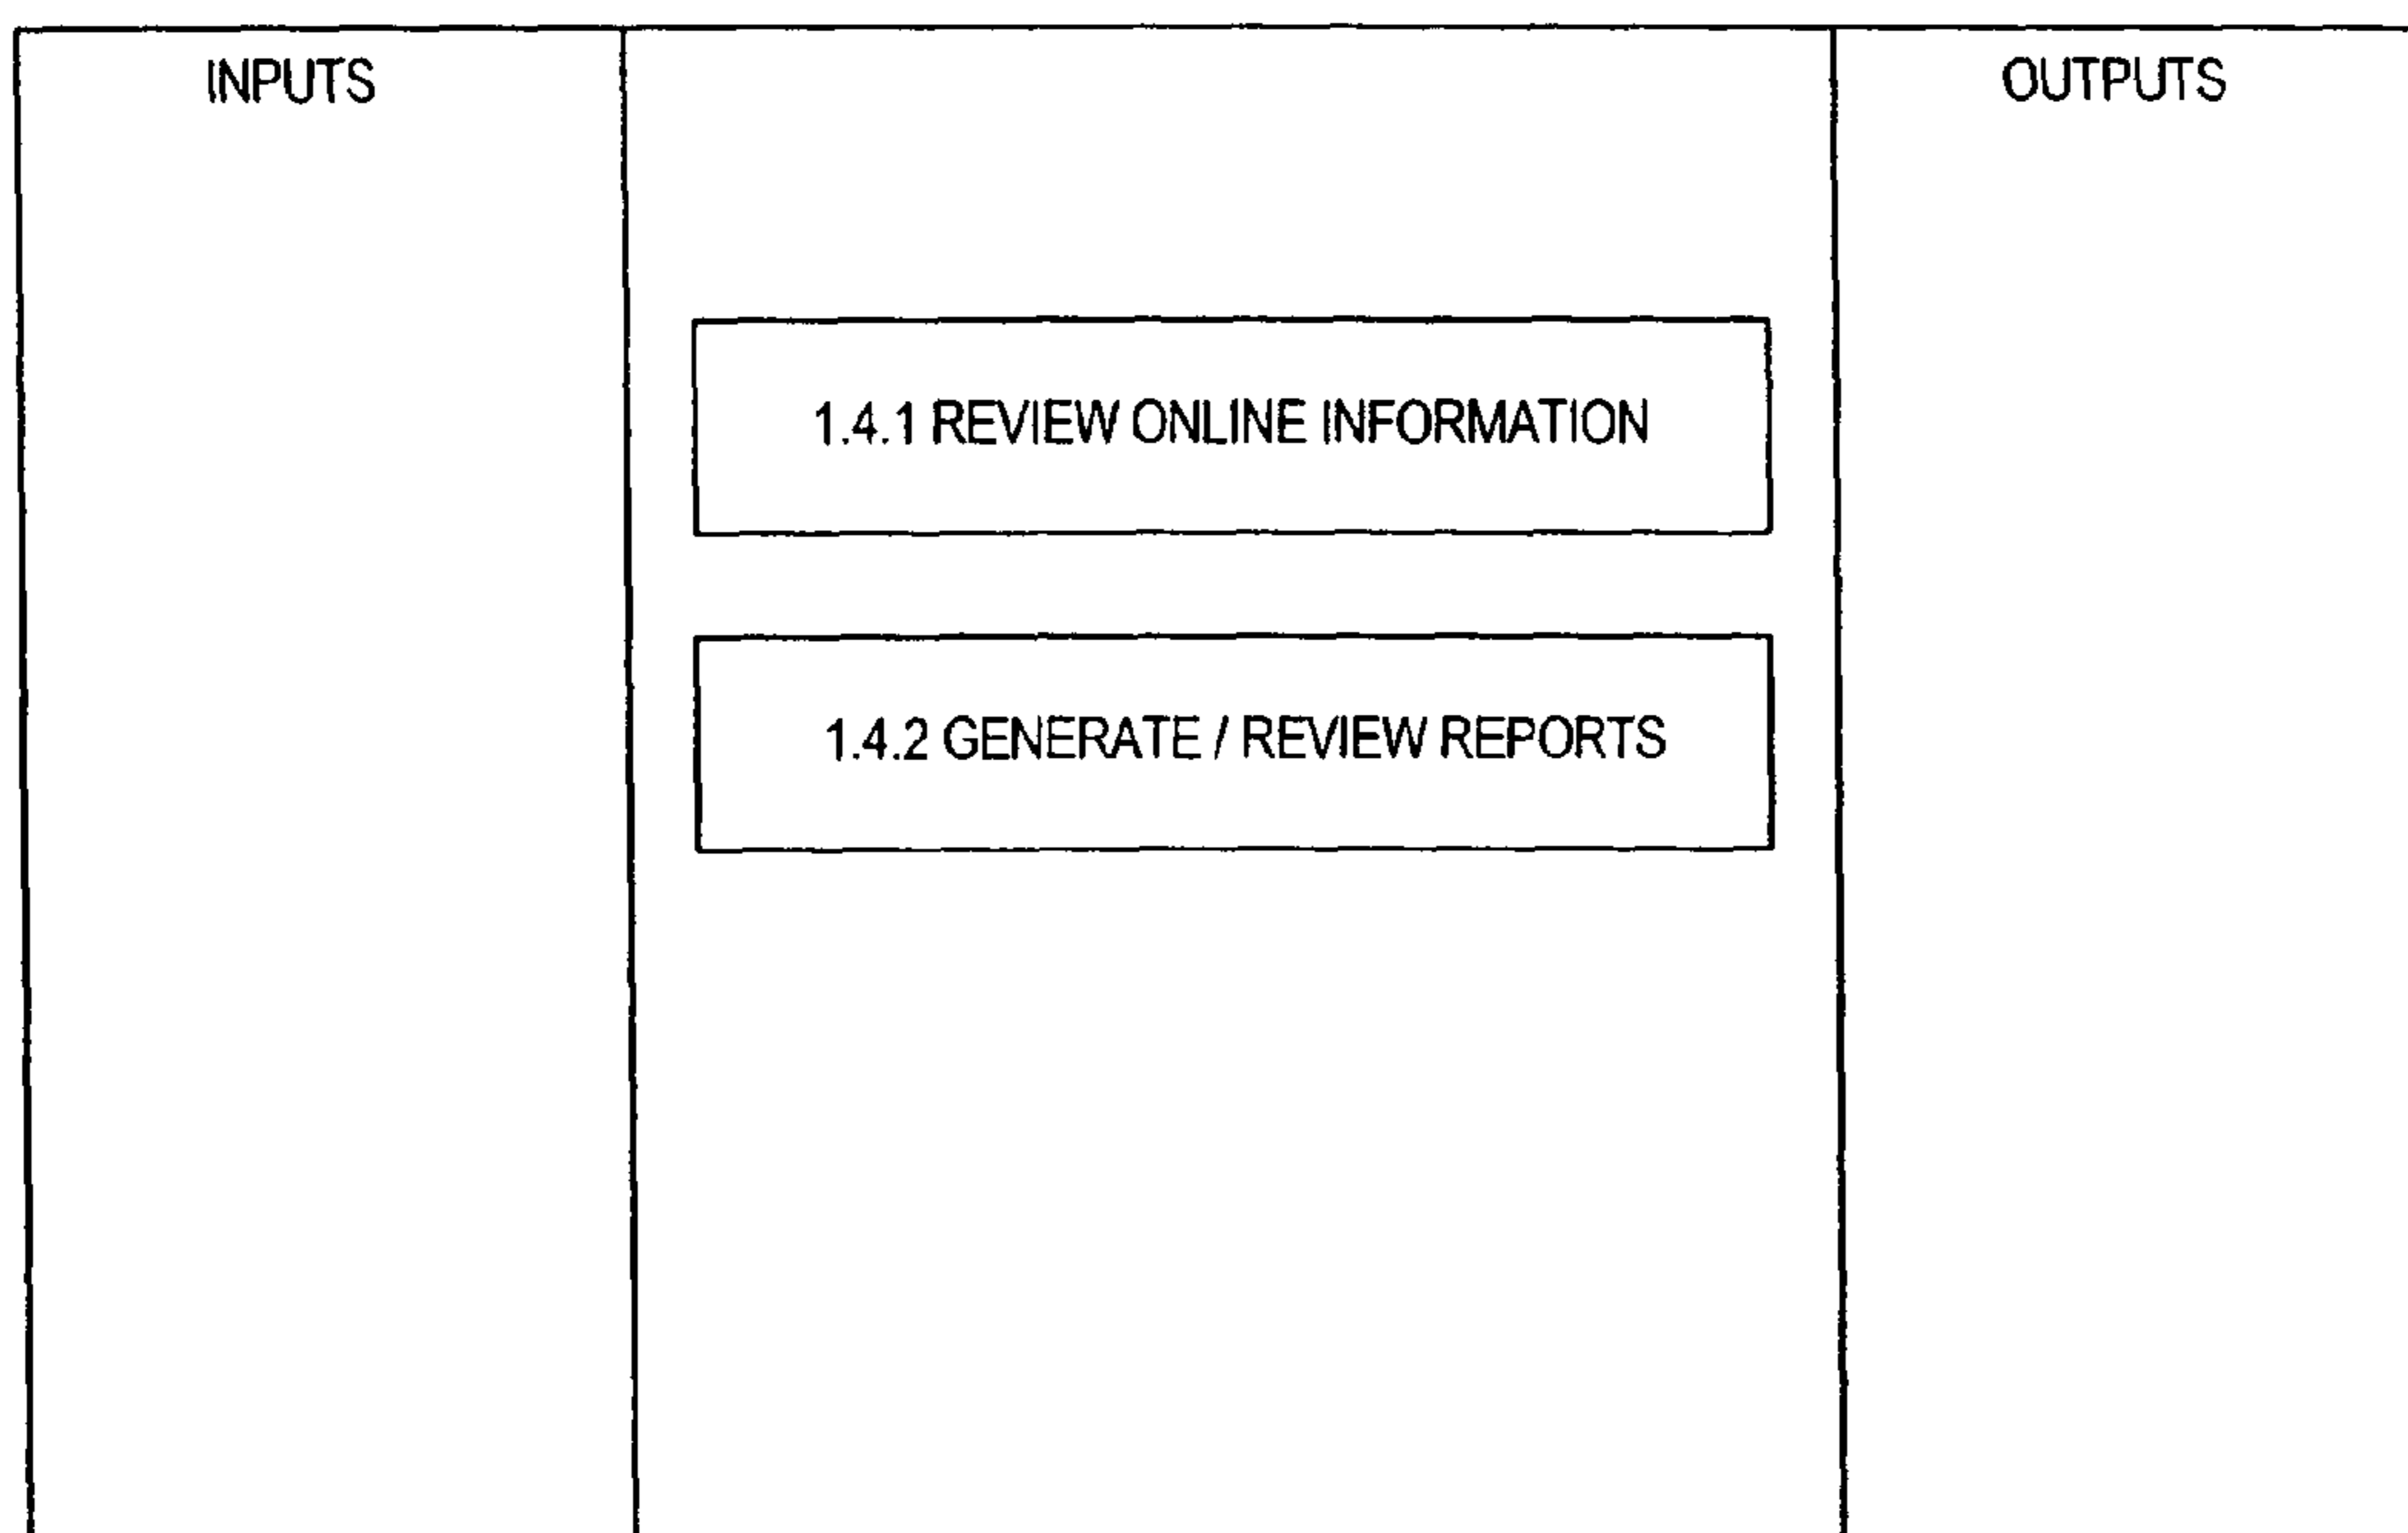 INPUTS
OUTPUTS
1.4.1 REVIEW ONLINE INFORMATION
1.4.2 GENERATE / REVIEW REPORTS